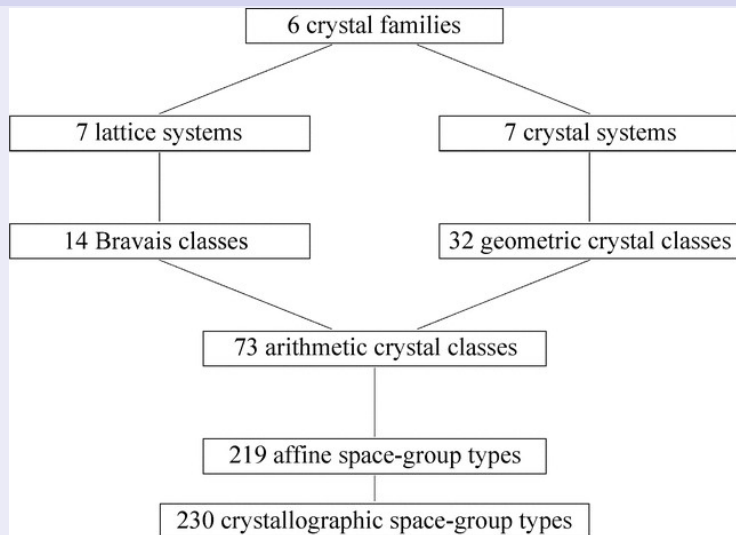 6 crystal families
7 lattice systems
7 crystal systems
14 Bravais classes
32 geometric crystal classes
73 arithmetic crystal classes
219 affine space-group types
230 crystallographic space-group types